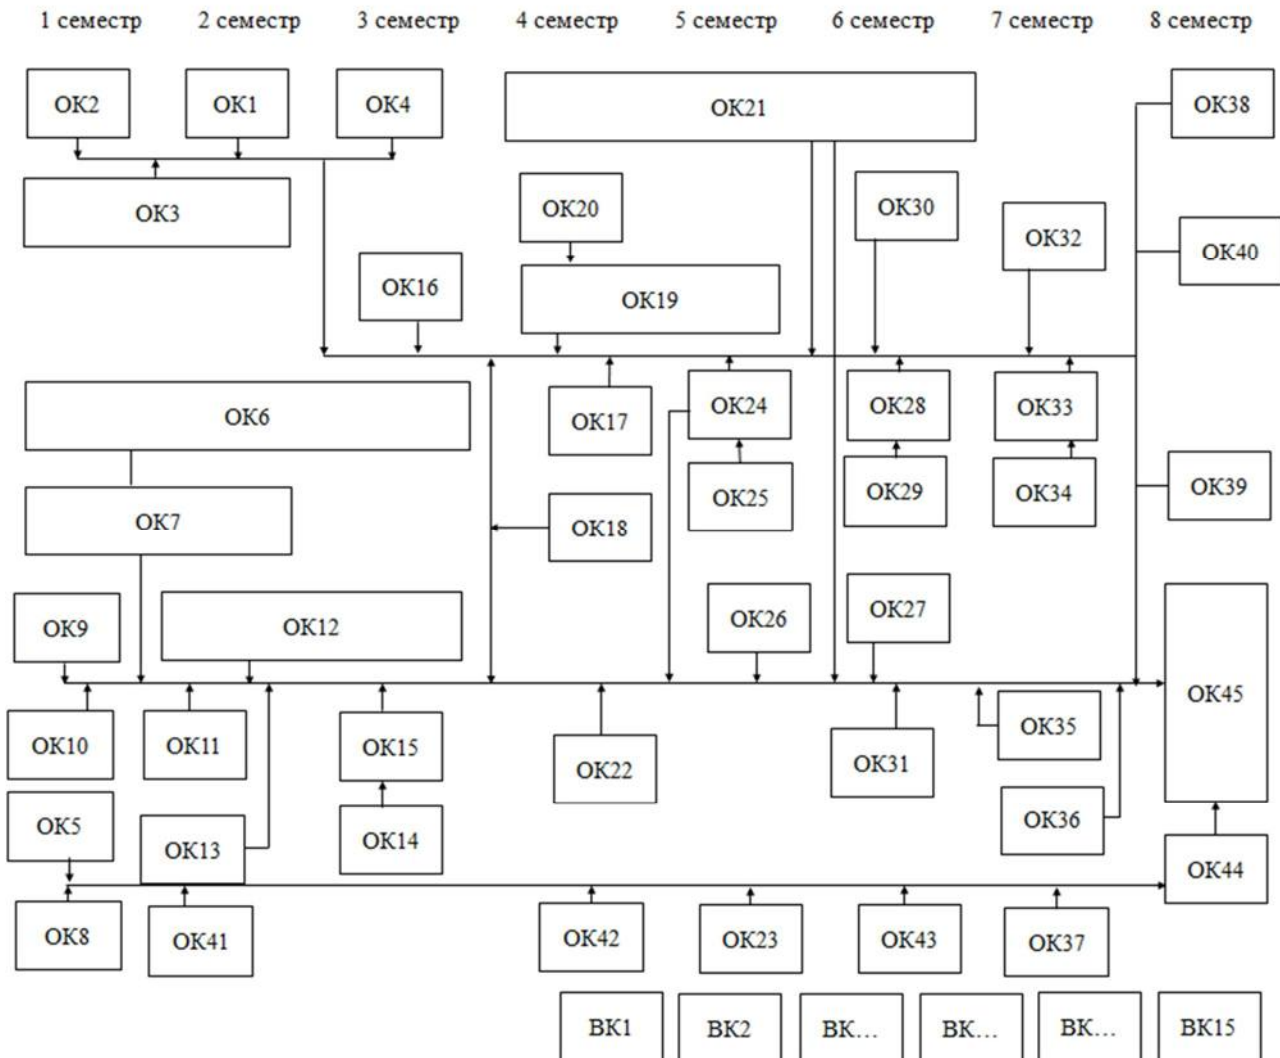 1 семестр 2 семестр 3 семестр 4 семестр 5 семестр 6 семестр 7 семестр 8 семестр
ОК2 ОК1 ОК4 ОК21 ОК38
ОК3 ОК20 ОК30 ОК32 ОК40
ОК16 ОК19
ОК6 ОК17 ОК24 ОК28 ОК33
ОК7 ОК18 ОК25 ОК29 ОК34 ОК39
ОК9 ОК12 ОК26 ОК27
ОК10 ОК11 ОК15 ОК22 ОК31 ОК35 ОК45
ОК5 ОК13 ОК14 ОК36 ОК44
ОК8 ОК41 ОК42 ОК23 ОК43 ОК37
ВК1 ВК2 ВК... ВК... ВК... ВК15